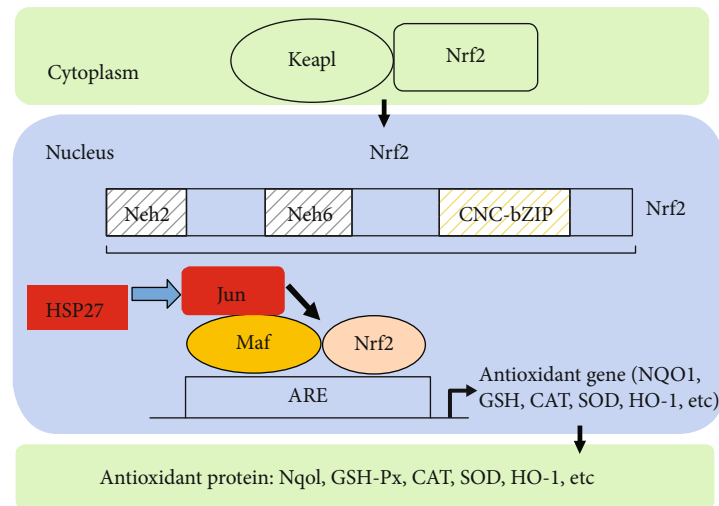 Keapl
Nrf2
Cytoplasm
Nucleus
Nrf2
Neh2
Neh6
CNC-bZIP
Nrf2
HSP27
Jun
Maf
Nrf2
ARE
Antioxidant gene (NQO1,
GSH, CAT, SOD, HO-1, etc)
Antioxidant protein: Nqol, GSH-Px, CAT, SOD, HO-1, etc